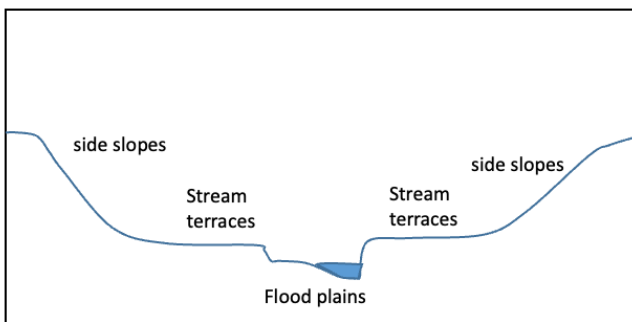 side slopes
side slopes
Stream
terraces
Stream
terraces
Flood plains